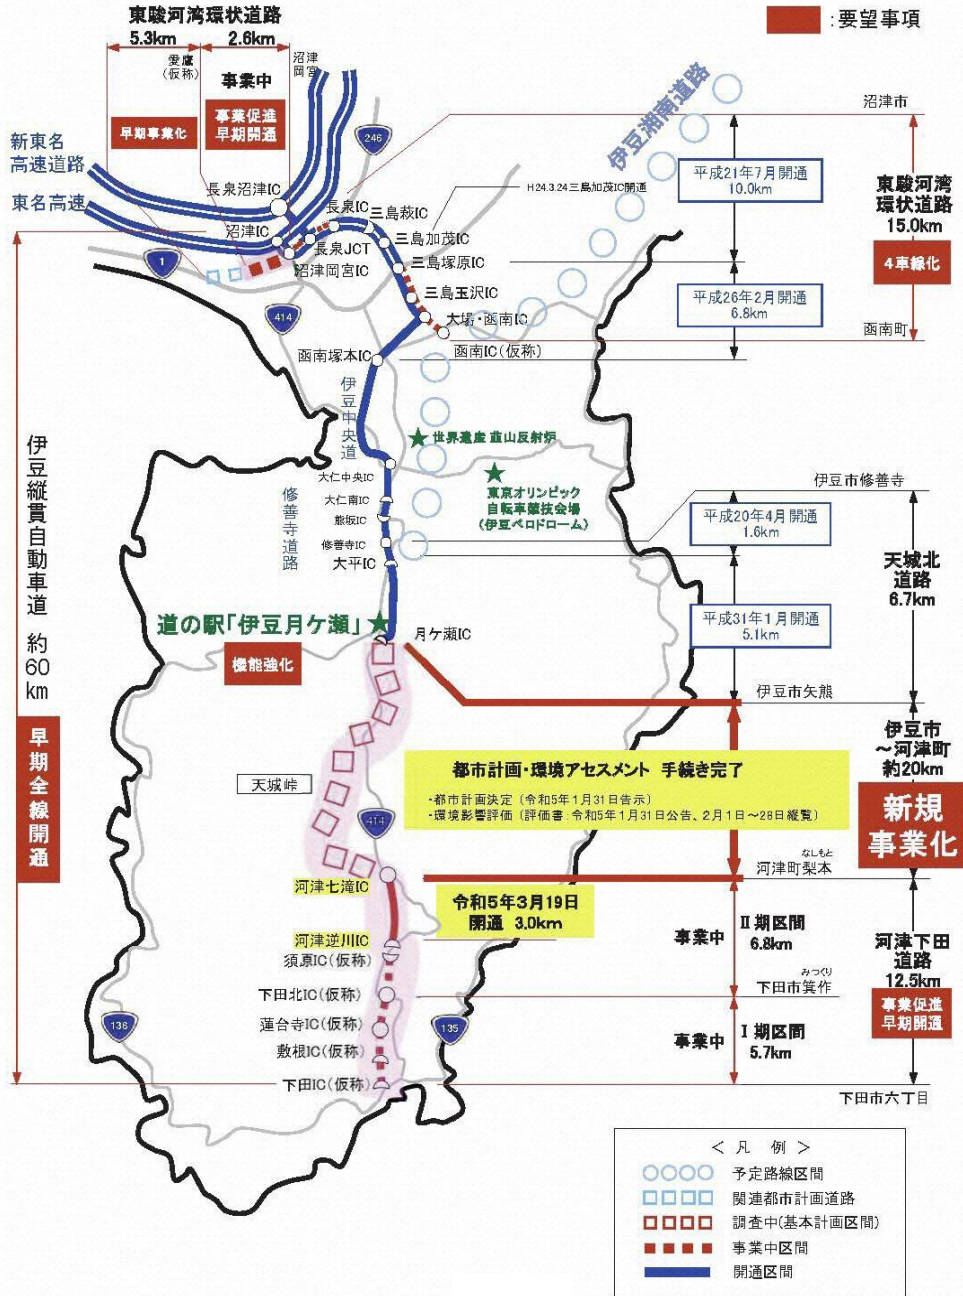 東駿河湾環状道路
5.3km
2.6km
愛鷹
(仮称)
事業中
沼津
岡宮
早期事業化
事業促進
早期開通
:要望事項
新東名
高速道路
東名高速
246
長泉沼津IC
沼津IC
長泉IC
三島萩IC
H24.3.24三島加茂IC開通
三島加茂IC
長泉JCT
三島塚原IC
沼津岡宮IC
1
三島玉沢IC
414
大場・函南IC
函南塚本IC
函南IC(仮称)
伊豆湘南道路
沼津市
平成21年7月開通
10.0km
東駿河湾
環状道路
15.0km
4車線化
平成26年2月開通
6.8km
函南町
伊豆中央道
世界遺産 韮山反射炉
大仁中央IC
東京オリンピック
自転車競技会場
(伊豆ベロドローム)
大仁南IC
熊坂IC
修善寺IC
大平IC
修善寺道路
伊豆市修善寺
平成20年4月開通
1.6km
天城北
道路
6.7km
平成31年1月開通
5.1km
道の駅「伊豆月ケ瀬」
月ケ瀬IC
機能強化
伊豆市矢熊
伊豆縦貫自動車道 約60km
早期全線開通
伊豆市
～河津町
約20km
新規
事業化
都市計画・環境アセスメント 手続き完了
・都市計画決定 (令和5年1月31日告示)
・環境影響評価 (評価書:令和5年1月31日公告、2月1日～28日縦覧)
天城峠
414
なしもと
河津町梨本
河津七滝IC
令和5年3月19日
開通 3.0km
河津逆川IC
須原IC(仮称)
事業中
Ⅱ期区間
6.8km
河津下田
道路
12.5km
事業促進
早期開通
下田北IC(仮称)
みつくり
下田市箕作
蓮台寺IC(仮称)
敷根IC(仮称)
事業中
Ⅰ期区間
5.7km
136
135
下田IC(仮称)
下田市六丁目
＜ 凡 例 ＞
予定路線区間
関連都市計画道路
調査中(基本計画区間)
事業中区間
開通区間